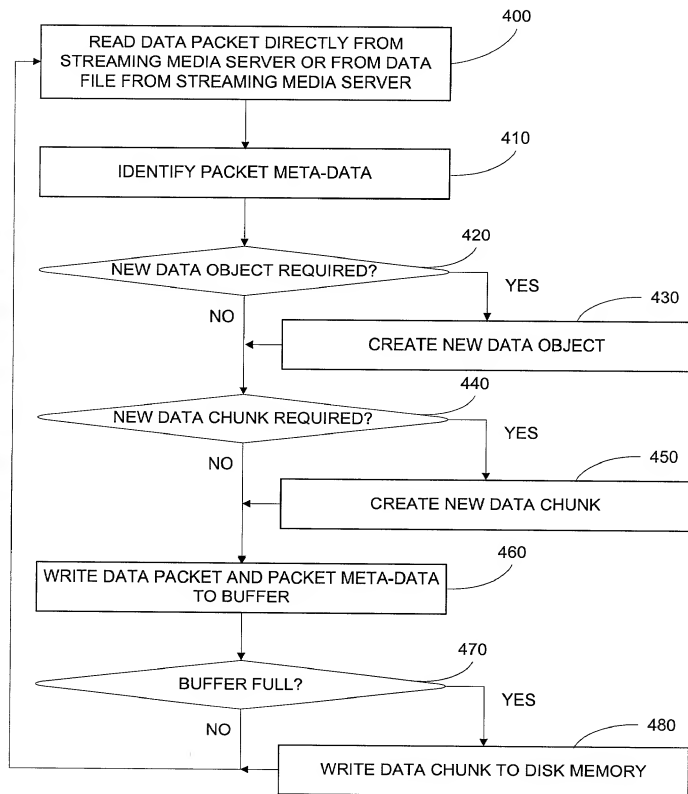 400
READ DATA PACKET DIRECTLY FROM
STREAMING MEDIA SERVER OR FROM DATA
FILE FROM STREAMING MEDIA SERVER
410
IDENTIFY PACKET META-DATA
420
NEW DATA OBJECT REQUIRED?
YES
NO
430
CREATE NEW DATA OBJECT
440
NEW DATA CHUNK REQUIRED?
YES
NO
450
CREATE NEW DATA CHUNK
460
WRITE DATA PACKET AND PACKET META-DATA
TO BUFFER
470
BUFFER FULL?
YES
NO
480
WRITE DATA CHUNK TO DISK MEMORY